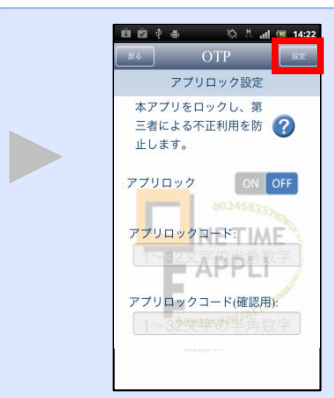 14:22
戻る OTP 設定
アプリロック設定
本アプリをロックし、第
三者による不正利用を防
止します。
?
アプリロック ON OFF
00245833
アプリロックコード:
NE TIME
1~32文字の半角数字
APPLI
アプリロックコード(確認用):
1~32文字の半角数字